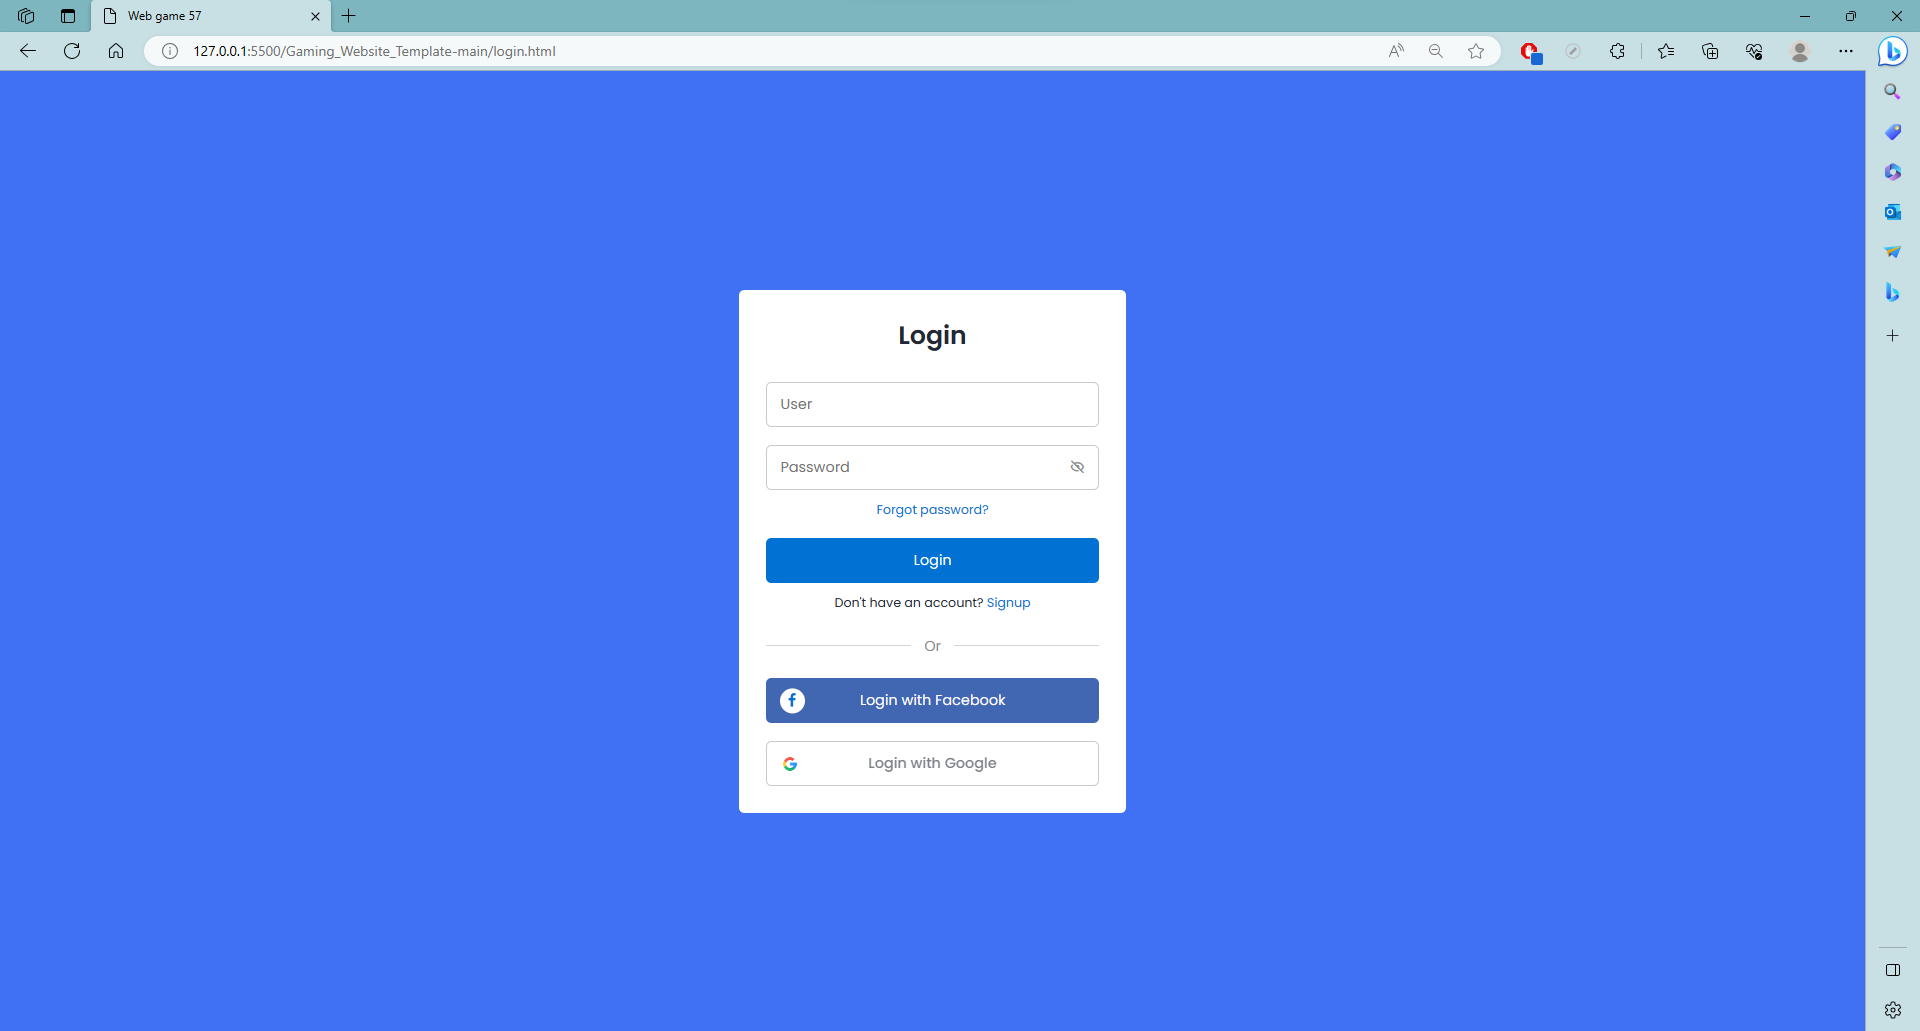 Web game 57
127.0.0.1:5500/Gaming_Website_Template-main/login.html
Login
User
Password
Forgot password?
Login
Don't have an account? Signup
Or
Login with Facebook
Login with Google